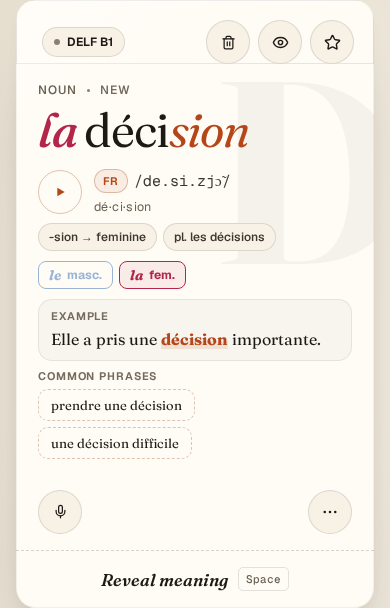 DELF B1
NOUN • NEW
la décision
FR /de.si.zjɔ̃/
dé·ci·sion
-sion → feminine pl. les décisions
le masc. la fem.
EXAMPLE
Elle a pris une décision importante.
COMMON PHRASES
prendre une décision
une décision difficile
Reveal meaning Space
D